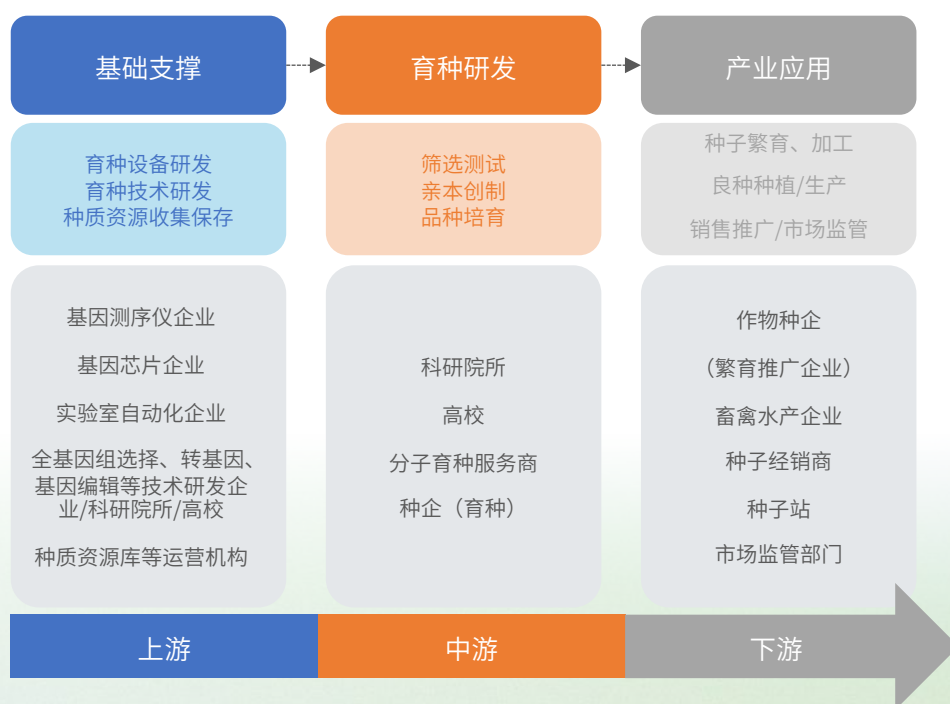 基础支撑
育种研发
产业应用
育种设备研发
育种技术研发
种质资源收集保存
筛选测试
亲本创制
品种培育
种子繁育、加工
良种种植/生产
销售推广/市场监管
基因测序仪企业
基因芯片企业
实验室自动化企业
全基因组选择、转基因、
基因编辑等技术研发企
业/科研院所/高校
种质资源库等运营机构
科研院所
高校
分子育种服务商
种企（育种）
作物种企
（繁育推广企业）
畜禽水产企业
种子经销商
种子站
市场监管部门
上游
中游
下游